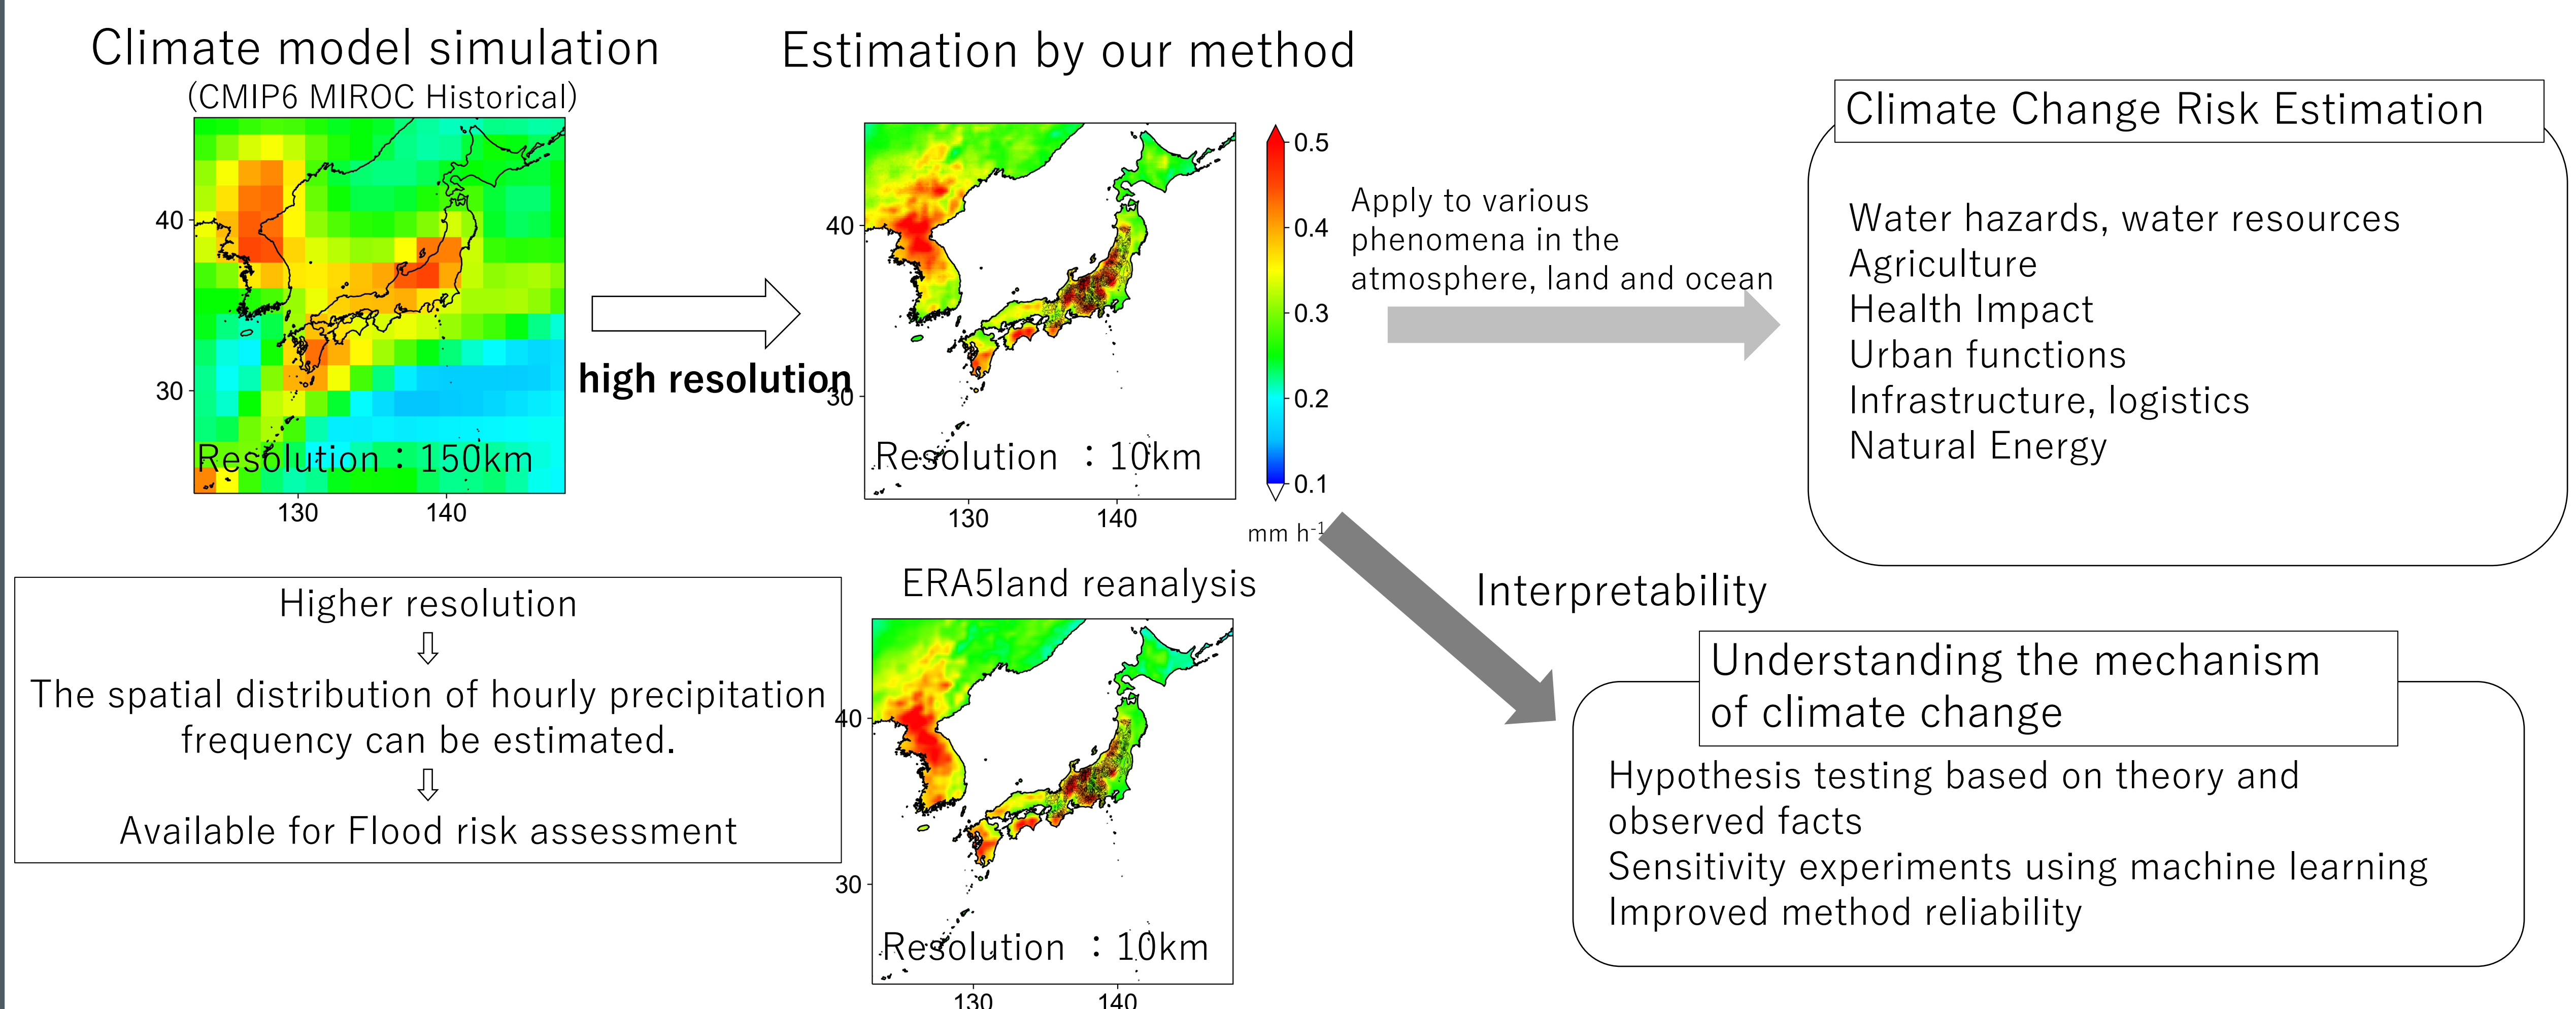 Climate model simulation
(CMIP6 MIROC Historical)
40
30
130
140
Resolution：150km
high resolution
Estimation by our method
40
30
130
140
Resolution ：10km
0.5
0.4
0.3
0.2
0.1
mm h-1
Apply to various
phenomena in the
atmosphere, land and ocean
Climate Change Risk Estimation
Water hazards, water resources
Agriculture
Health Impact
Urban functions
Infrastructure, logistics
Natural Energy
Higher resolution
The spatial distribution of hourly precipitation
frequency can be estimated.
Available for Flood risk assessment
ERA5land reanalysis
40
30
130
140
Resolution ：10km
Interpretability
Understanding the mechanism
of climate change
Hypothesis testing based on theory and
observed facts
Sensitivity experiments using machine learning
Improved method reliability